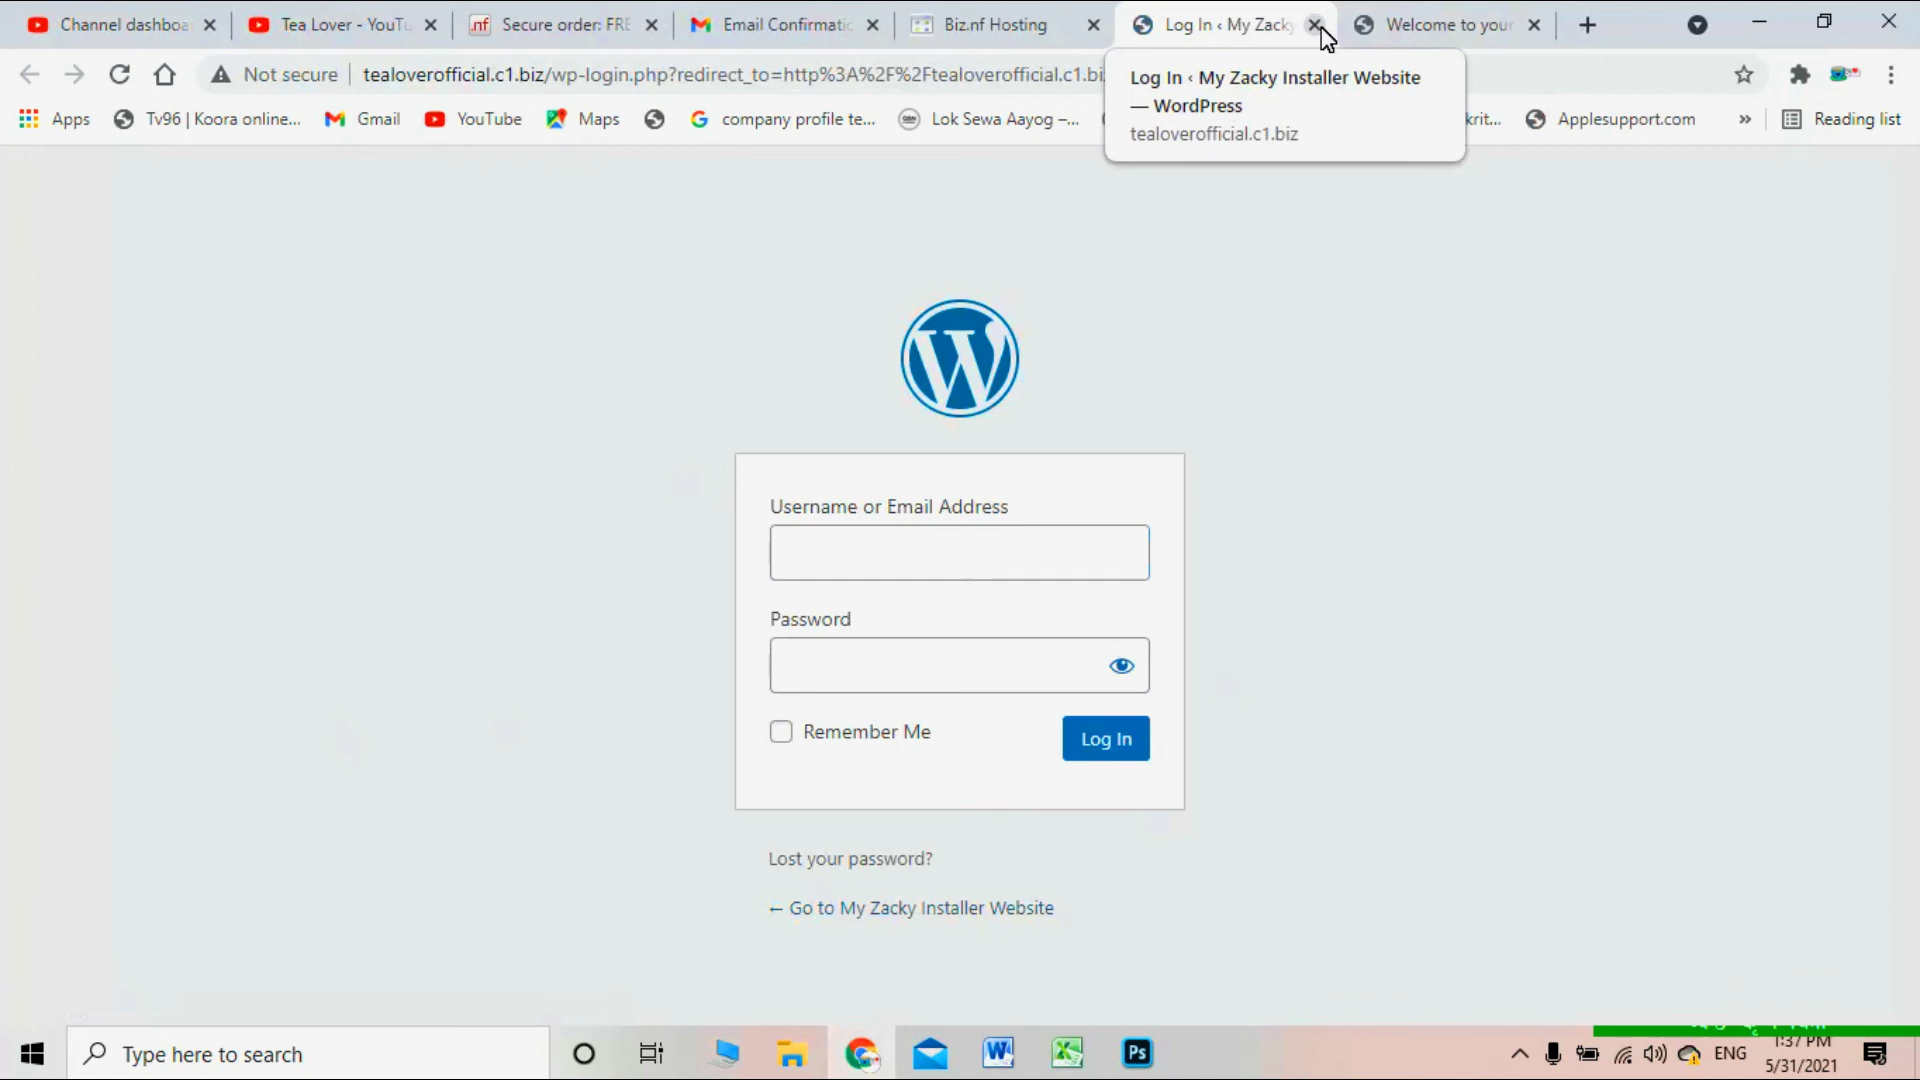 Channel dashboa
Tea Lover - YouTu
.nf Secure order: FRE
Email Confirmatic
Biz.nf Hosting
Log In ‹ My Zacky
Welcome to your
Not secure
tealoverofficial.c1.biz/wp-login.php?redirect_to=http%3A%2F%2Ftealoverofficial.c1.bi
Log In ‹ My Zacky Installer Website
— WordPress
tealoverofficial.c1.biz
Apps
Tv96 | Koora online...
Gmail
YouTube
Maps
company profile te...
Lok Sewa Aayog –...
krit...
Applesupport.com
»
Reading list
Username or Email Address
Password
Remember Me
Log In
Lost your password?
← Go to My Zacky Installer Website
Type here to search
Ps
ENG
1:37 PM
5/31/2021